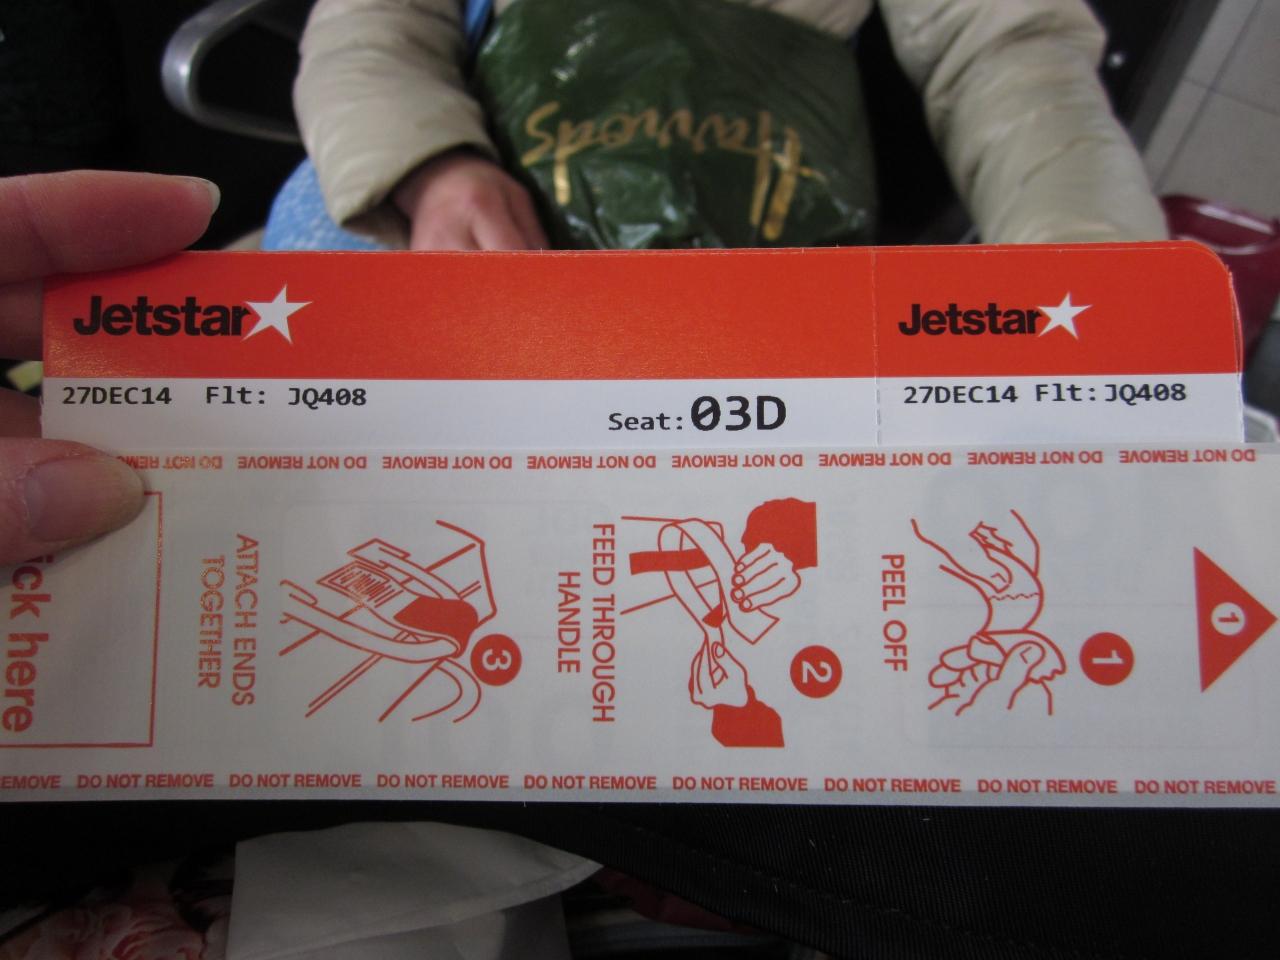 Harrods
Jetstar
Jetstar
27DEC14 Flt: JQ408
Seat: 03D
27DEC14 Flt: JQ408
DO NOT REMOVE DO NOT REMOVE DO NOT REMOVE DO NOT REMOVE DO NOT REMOVE DO NOT REMOVE DO NOT REMOVE DO NOT REMOVE
1
1
PEEL OFF
2
FEED THROUGH
HANDLE
3
ATTACH ENDS
TOGETHER
ick here
EMOVE DO NOT REMOVE DO NOT REMOVE DO NOT REMOVE DO NOT REMOVE DO NOT REMOVE DO NOT REMOVE DO NOT REMOVE DO NOT REMOVE